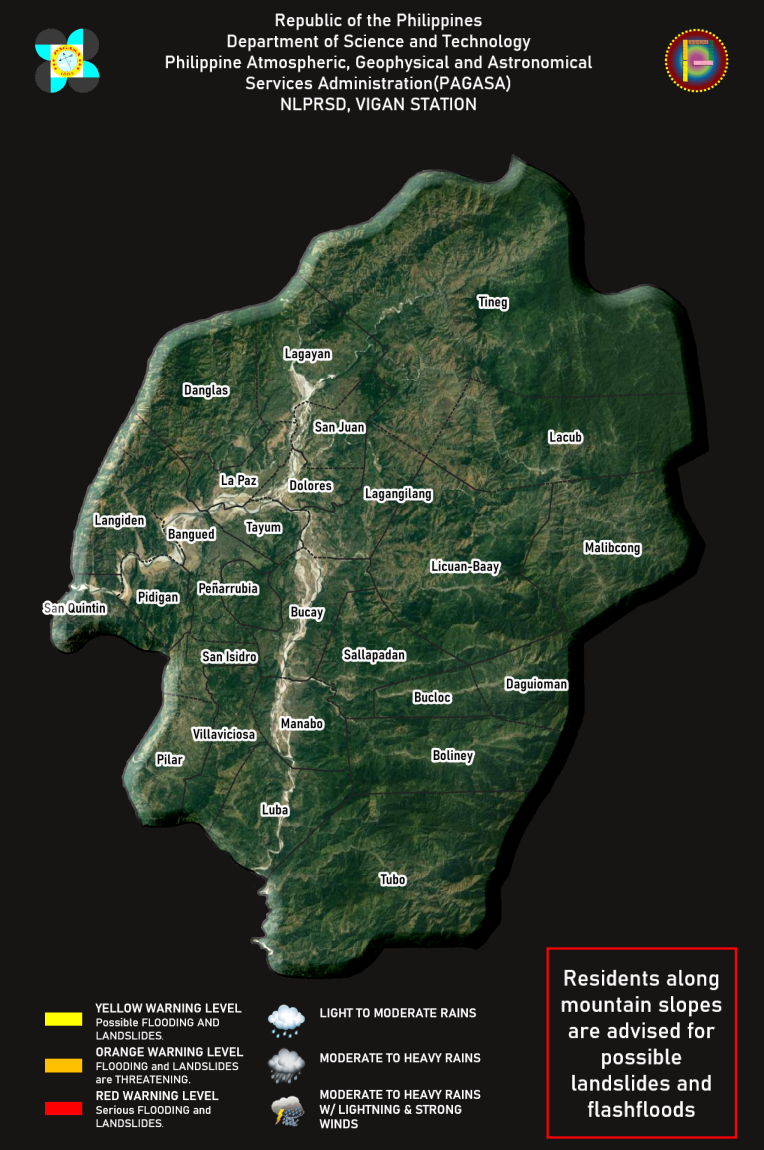 Republic of the Philippines
Department of Science and Technology
Philippine Atmospheric, Geophysical and Astronomical
Services Administration(PAGASA)
NLPRSD, VIGAN STATION
PAGASA
Tineg
Lagayan
Danglas
San Juan
Lacub
La Paz
Dolores
Lagangilang
Langiden
Bangued
Tayum
Malibcong
Licuan-Baay
Peñarrubia
Pidigan
San Quintin
Bucay
San Isidro
Sallapadan
Daguioman
Bucloc
Manabo
Villaviciosa
Boliney
Pilar
Luba
Tubo
YELLOW WARNING LEVEL
Possible FLOODING AND
LANDSLIDES.
ORANGE WARNING LEVEL
FLOODING and LANDSLIDES
are THREATENING.
RED WARNING LEVEL
Serious FLOODING and
LANDSLIDES.
LIGHT TO MODERATE RAINS
MODERATE TO HEAVY RAINS
MODERATE TO HEAVY RAINS
W/ LIGHTNING & STRONG
WINDS
Residents along
mountain slopes
are advised for
possible
landslides and
flashfloods